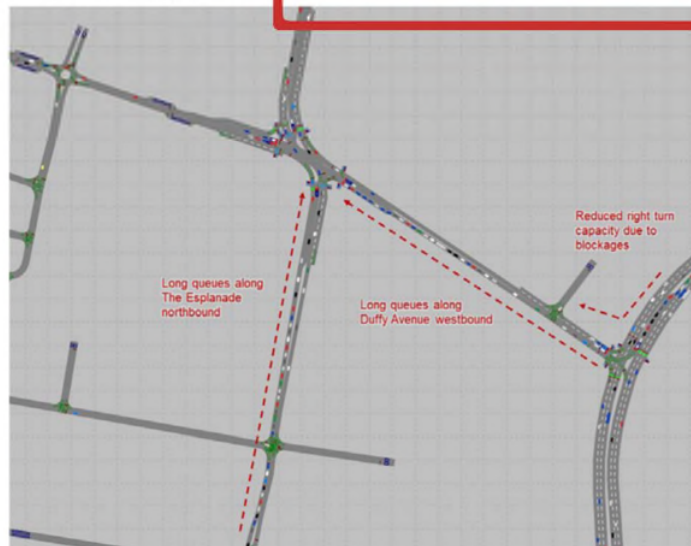 Reduced right turn
capacity due to
blockages
Long queues along
The Esplanade
northbound
Long queues along
Duffy Avenue westbound